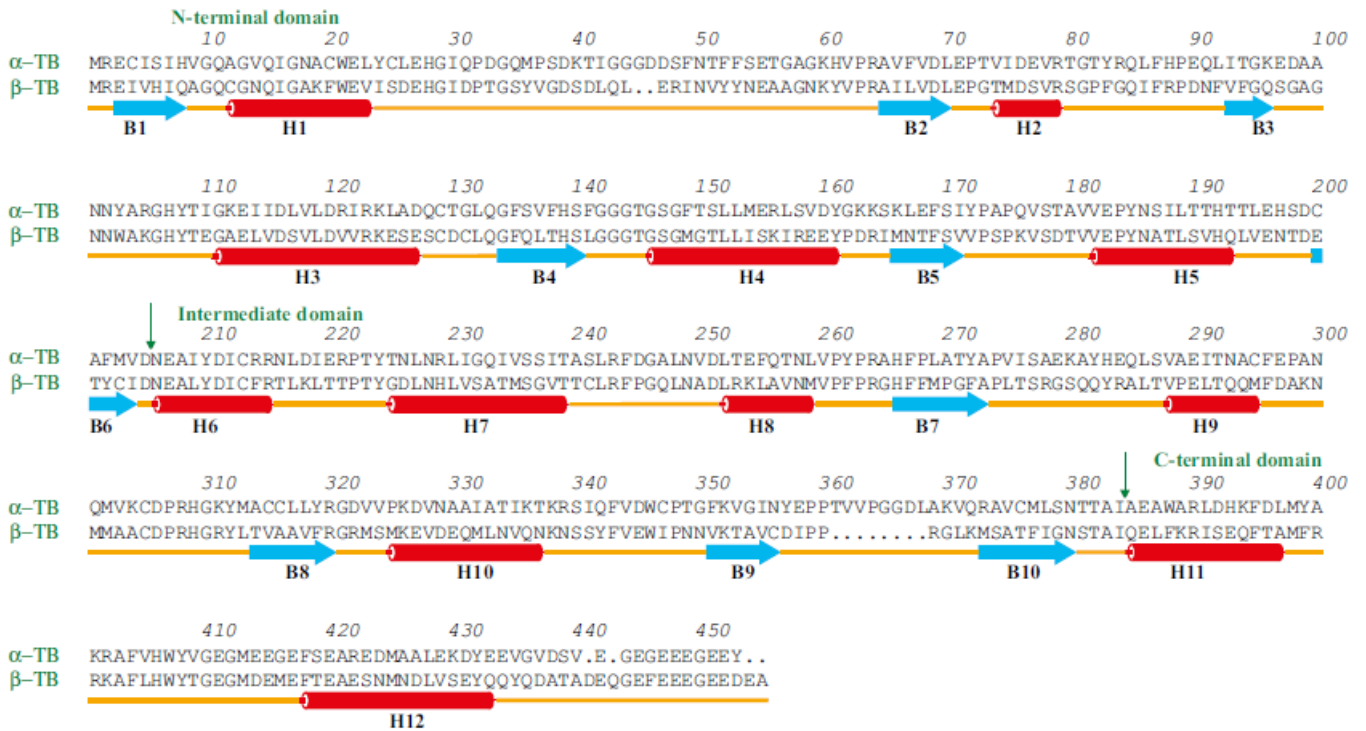 N-terminal domain
10 20 30 40 50 60 70 80 90 100
α–TB MRECISIHVGQAGVQIGNACWELYCLEHGIQPDGQMPSDKTIGGGDDSFNTFFSETGAGKHVPRAVFVDLEPTVIDEVRTGTYRQLFHPEQLITGKEDAA
β–TB MREIVHIQAGQCGNQIGAKFWEVISDEHGIDPTGSYVGDSDLQL..ERINVYYNEAAGNKYVPRAILVDLEPGTMDSVRSGPFGQIFRPDNFVFGQSGAG
B1 H1 B2 H2 B3
110 120 130 140 150 160 170 180 190 200
α–TB NNYARGHYTIGKEIIDLVLDRIRKLADQCTGLQGFSVFHSFGGGTGSGFTSLLMERLSVDYGKKSKLEFSIYPAPQVSTAVVEPYNSILTTHTTLEHSDC
β–TB NNWAKGHYTEGAELVDSVLDVVRKESESCDCLQGFQLTHSLGGGTGSGMGTLLISKIREEYPDRIMNTFSVVPSPKVSDTVVEPYNATLSVHQLVENTDE
H3 B4 H4 B5 H5
Intermediate domain
210 220 230 240 250 260 270 280 290 300
α–TB AFMVDNEAIYDICRRNLDIERPTYTNLNRLIGQIVSSITASLRFDGALNVDLTEFQTNLVPYPRAHFPLATYAPVISAEKAYHEQLSVAEITNACFEPAN
β–TB TYCIDNEALYDICFRTLKLTTPTYGDLNHLVSATMSGVTTCLRFPGQLNADLRKLAVNMVPFPRGHFFMPGFAPLTSRGSQQYRALTVPELTQQMFDAKN
B6 H6 H7 H8 B7 H9
C-terminal domain
310 320 330 340 350 360 370 380 390 400
α–TB QMVKCDPRHGKYMACCLLYRGDVVPKDVNAAIATIKTKRSIQFVDWCPTGFKVGINYEPPTVVPGGDLAKVQRAVCMLSNTTAIAEAWARLDHKFDLMYA
β–TB MMAACDPRHGRYLTVAAVFRGRMSMKEVDEQMLNVQNKNSSYFVEWIPNNVKTAVCDIPP........RGLKMSATFIGNSTAIQELFKRISEQFTAMFR
B8 H10 B9 B10 H11
410 420 430 440 450
α–TB KRAFVHWYVGEGMEEGEFSEAREDMAALEKDYEEVGVDSV.E.GEGEEEGEEY..
β–TB RKAFLHWYTGEGMDEMEFTEAESNMNDLVSEYQQYQDATADEQGEFEEEGEEDEA
H12